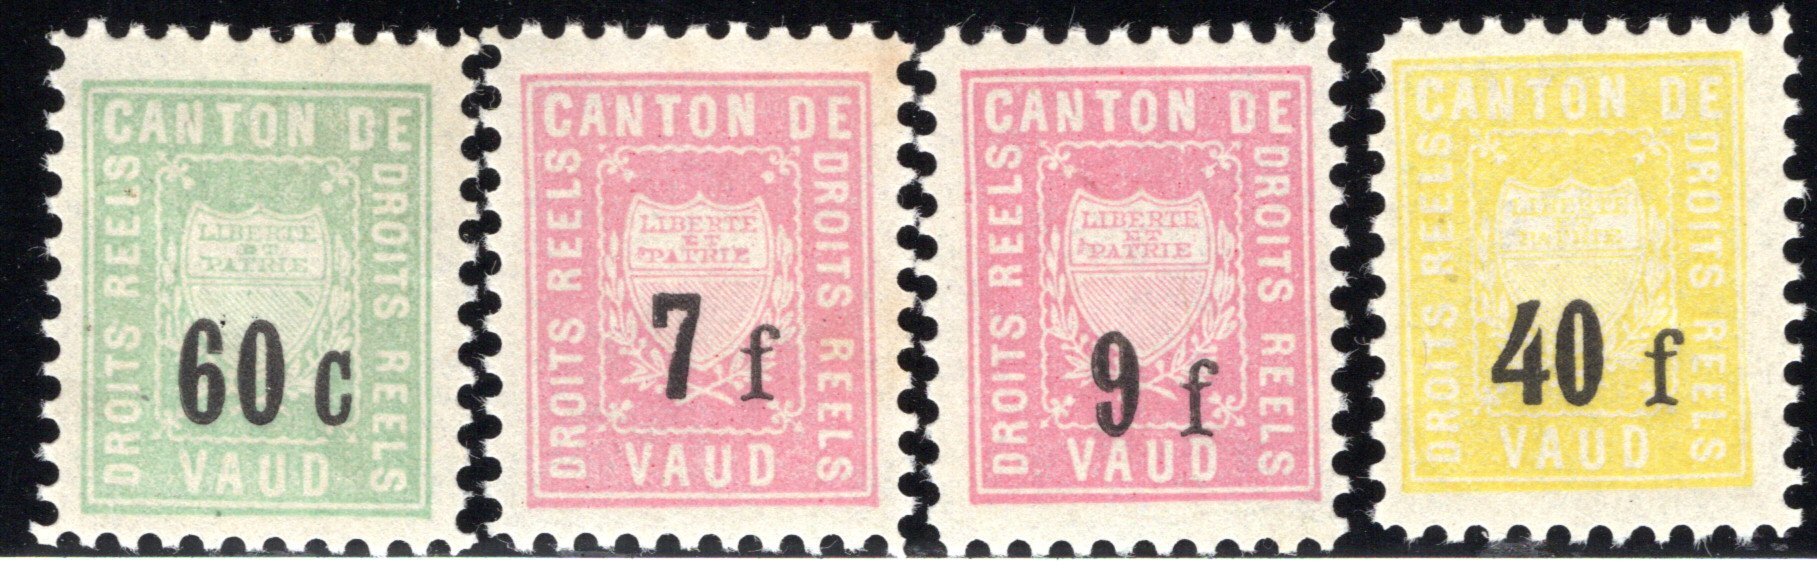 CANTON DE
DROITS REELS
DROITS REELS
LIBERTE
ET
PATRIE
60 c
VAUD
CANTON DE
DROITS REELS
DROITS REELS
LIBERTE
ET
PATRIE
7 f
VAUD
CANTON DE
DROITS REELS
DROITS REELS
LIBERTE
ET
PATRIE
9 f
VAUD
CANTON DE
DROITS REELS
DROITS REELS
LIBERTE
PATRIE
40 f
VAUD